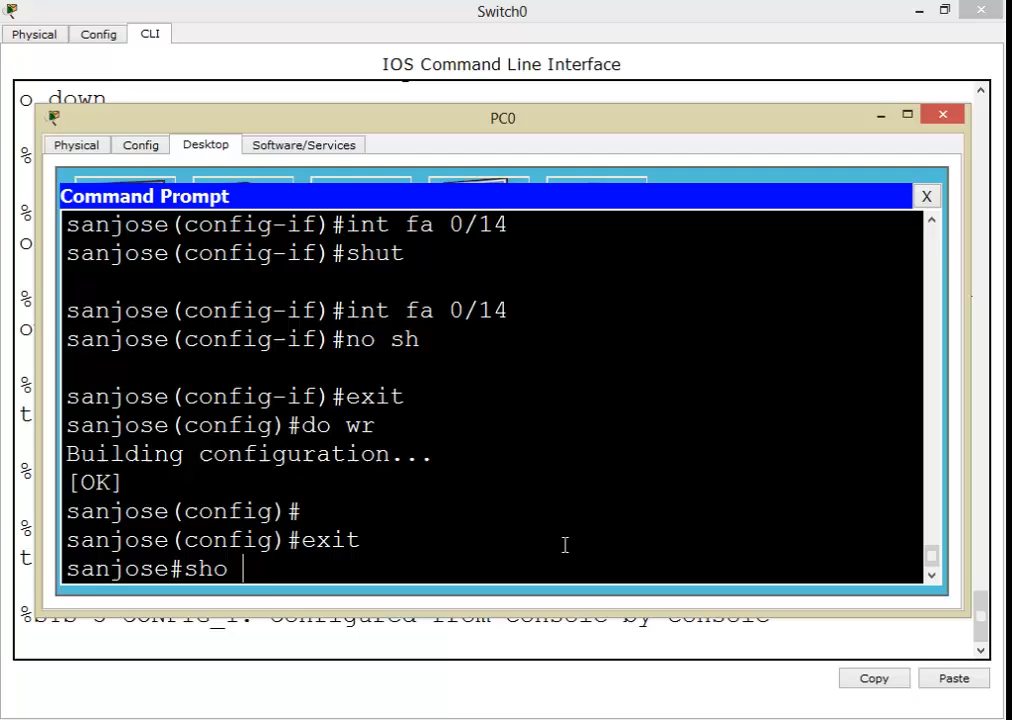 Switch0
Physical Config CLI
IOS Command Line Interface
o down
PC0
%
Physical Config Desktop Software/Services
Command Prompt X
sanjose(config-if)#int fa 0/14
%
o
sanjose(config-if)#shut
%
sanjose(config-if)#int fa 0/14
sanjose(config-if)#no sh
%
sanjose(config-if)#exit
t
sanjose(config)#do wr
Building configuration...
%
[OK]
sanjose(config)#
%
sanjose(config)#exit
t
sanjose#sho
Copy Paste